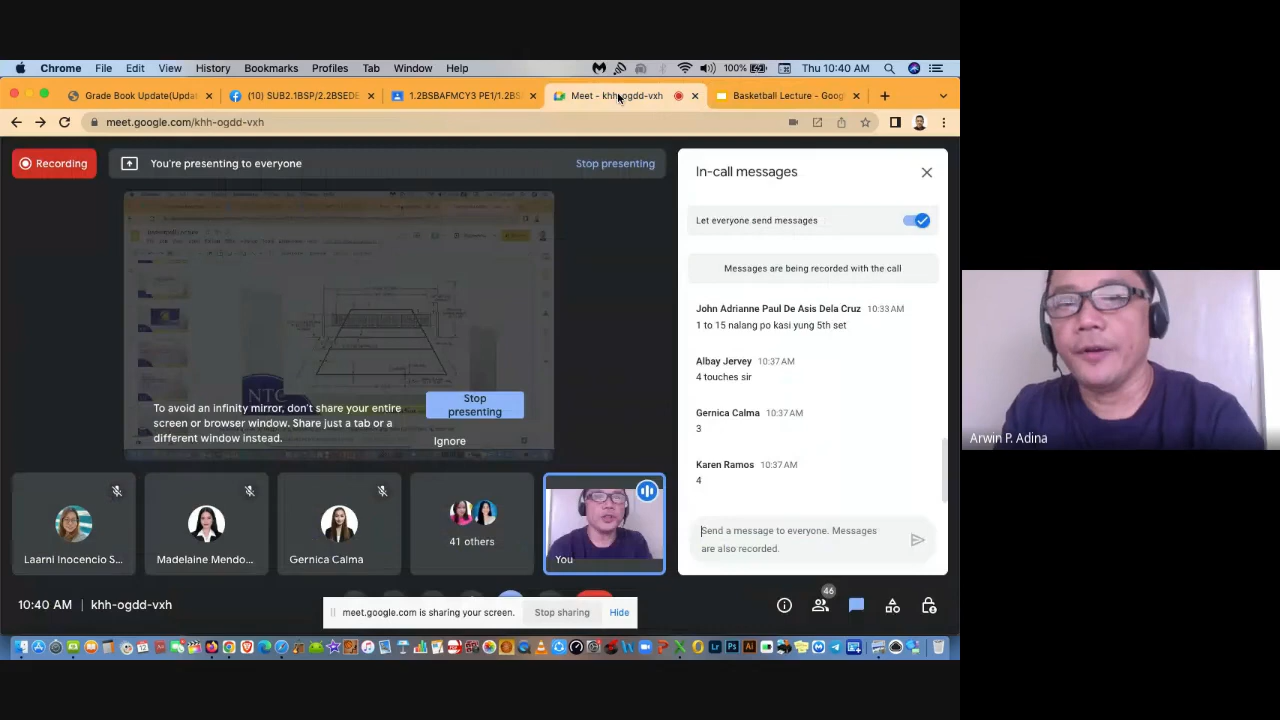 Chrome File Edit View History Bookmarks Profiles Tab Window Help 100% Thu 10:40 AM
Grade Book Update(Updat (10) SUB2.1BSP/2.2BSEDE 1.2BSBAFMCY3 PE1/1.2BS Meet - khh-ogdd-vxh Basketball Lecture - Goog
meet.google.com/khh-ogdd-vxh
Recording You're presenting to everyone Stop presenting
In-call messages
Let everyone send messages
Messages are being recorded with the call
John Adrianne Paul De Asis Dela Cruz 10:33 AM
1 to 15 nalang po kasi yung 5th set
Albay Jervey 10:37 AM
4 touches sir
Gernica Calma 10:37 AM
3
Karen Ramos 10:37 AM
4
Send a message to everyone. Messages
are also recorded.
NTC
To avoid an infinity mirror, don't share your entire
screen or browser window. Share just a tab or a
different window instead.
Stop
presenting
Ignore
Laarni Inocencio S... Madelaine Mendo... Gernica Calma 41 others You
10:40 AM | khh-ogdd-vxh
meet.google.com is sharing your screen. Stop sharing Hide
46
Arwin P. Adina